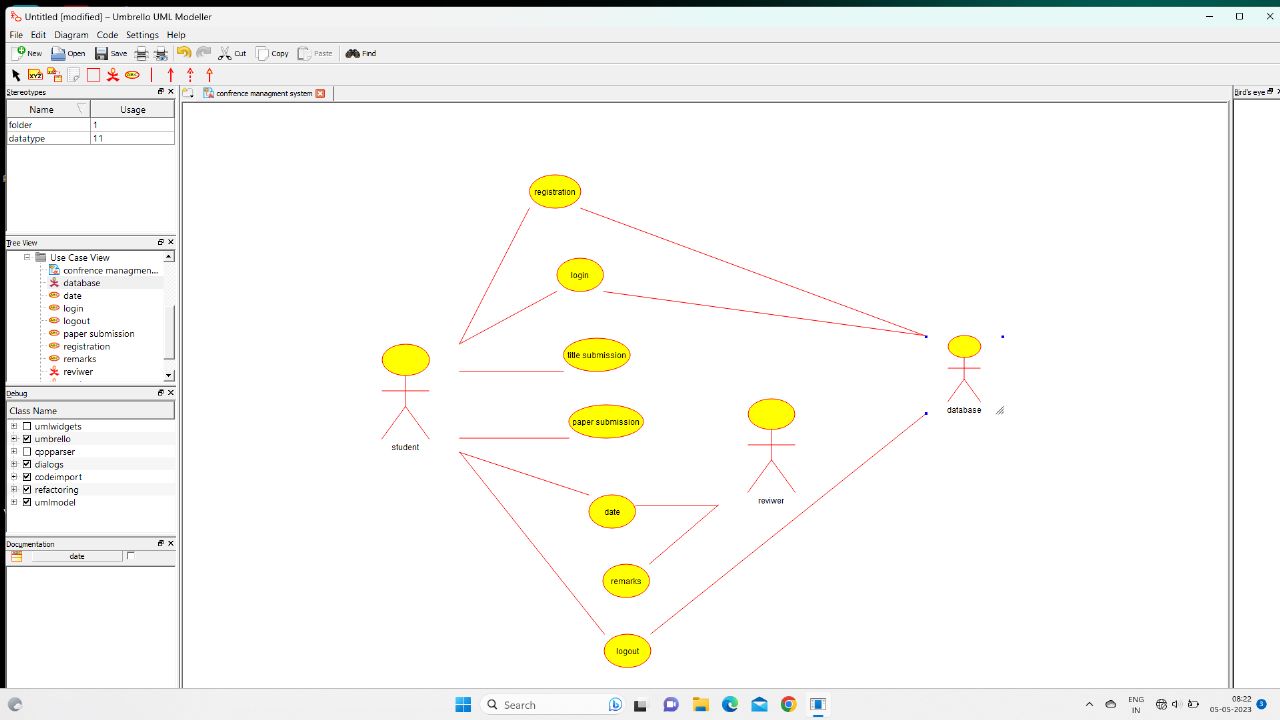 Untitled [modified] – Umbrello UML Modeller
File Edit Diagram Code Settings Help
New Open Save Cut Copy Paste Find
Stereotypes
confrence managment system
Bird's eye
Name Usage
folder 1
datatype 11
Tree View
Use Case View
confrence managmen...
database
date
login
logout
paper submission
registration
remarks
reviwer
Debug
Class Name
umlwidgets
umbrello
cppparser
dialogs
codeimport
refactoring
umlmodel
Documentation
date
registration
login
title submission
paper submission
student
reviwer
database
date
remarks
logout
Search
ENG
IN
08:22
05-05-2023
3